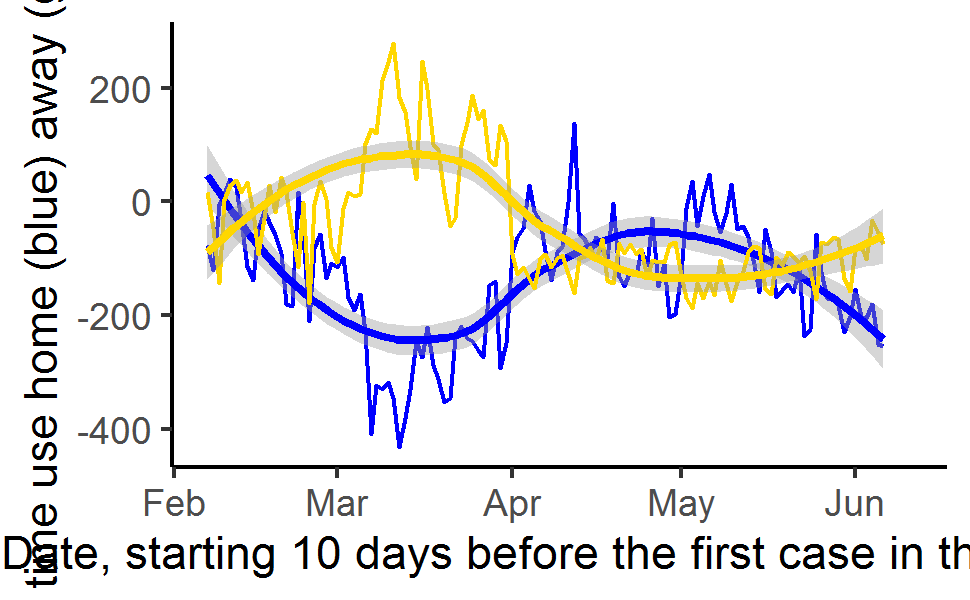 time use home (blue) away (
200
0
-200
-400
Feb Mar Apr May Jun
Date, starting 10 days before the first case in th